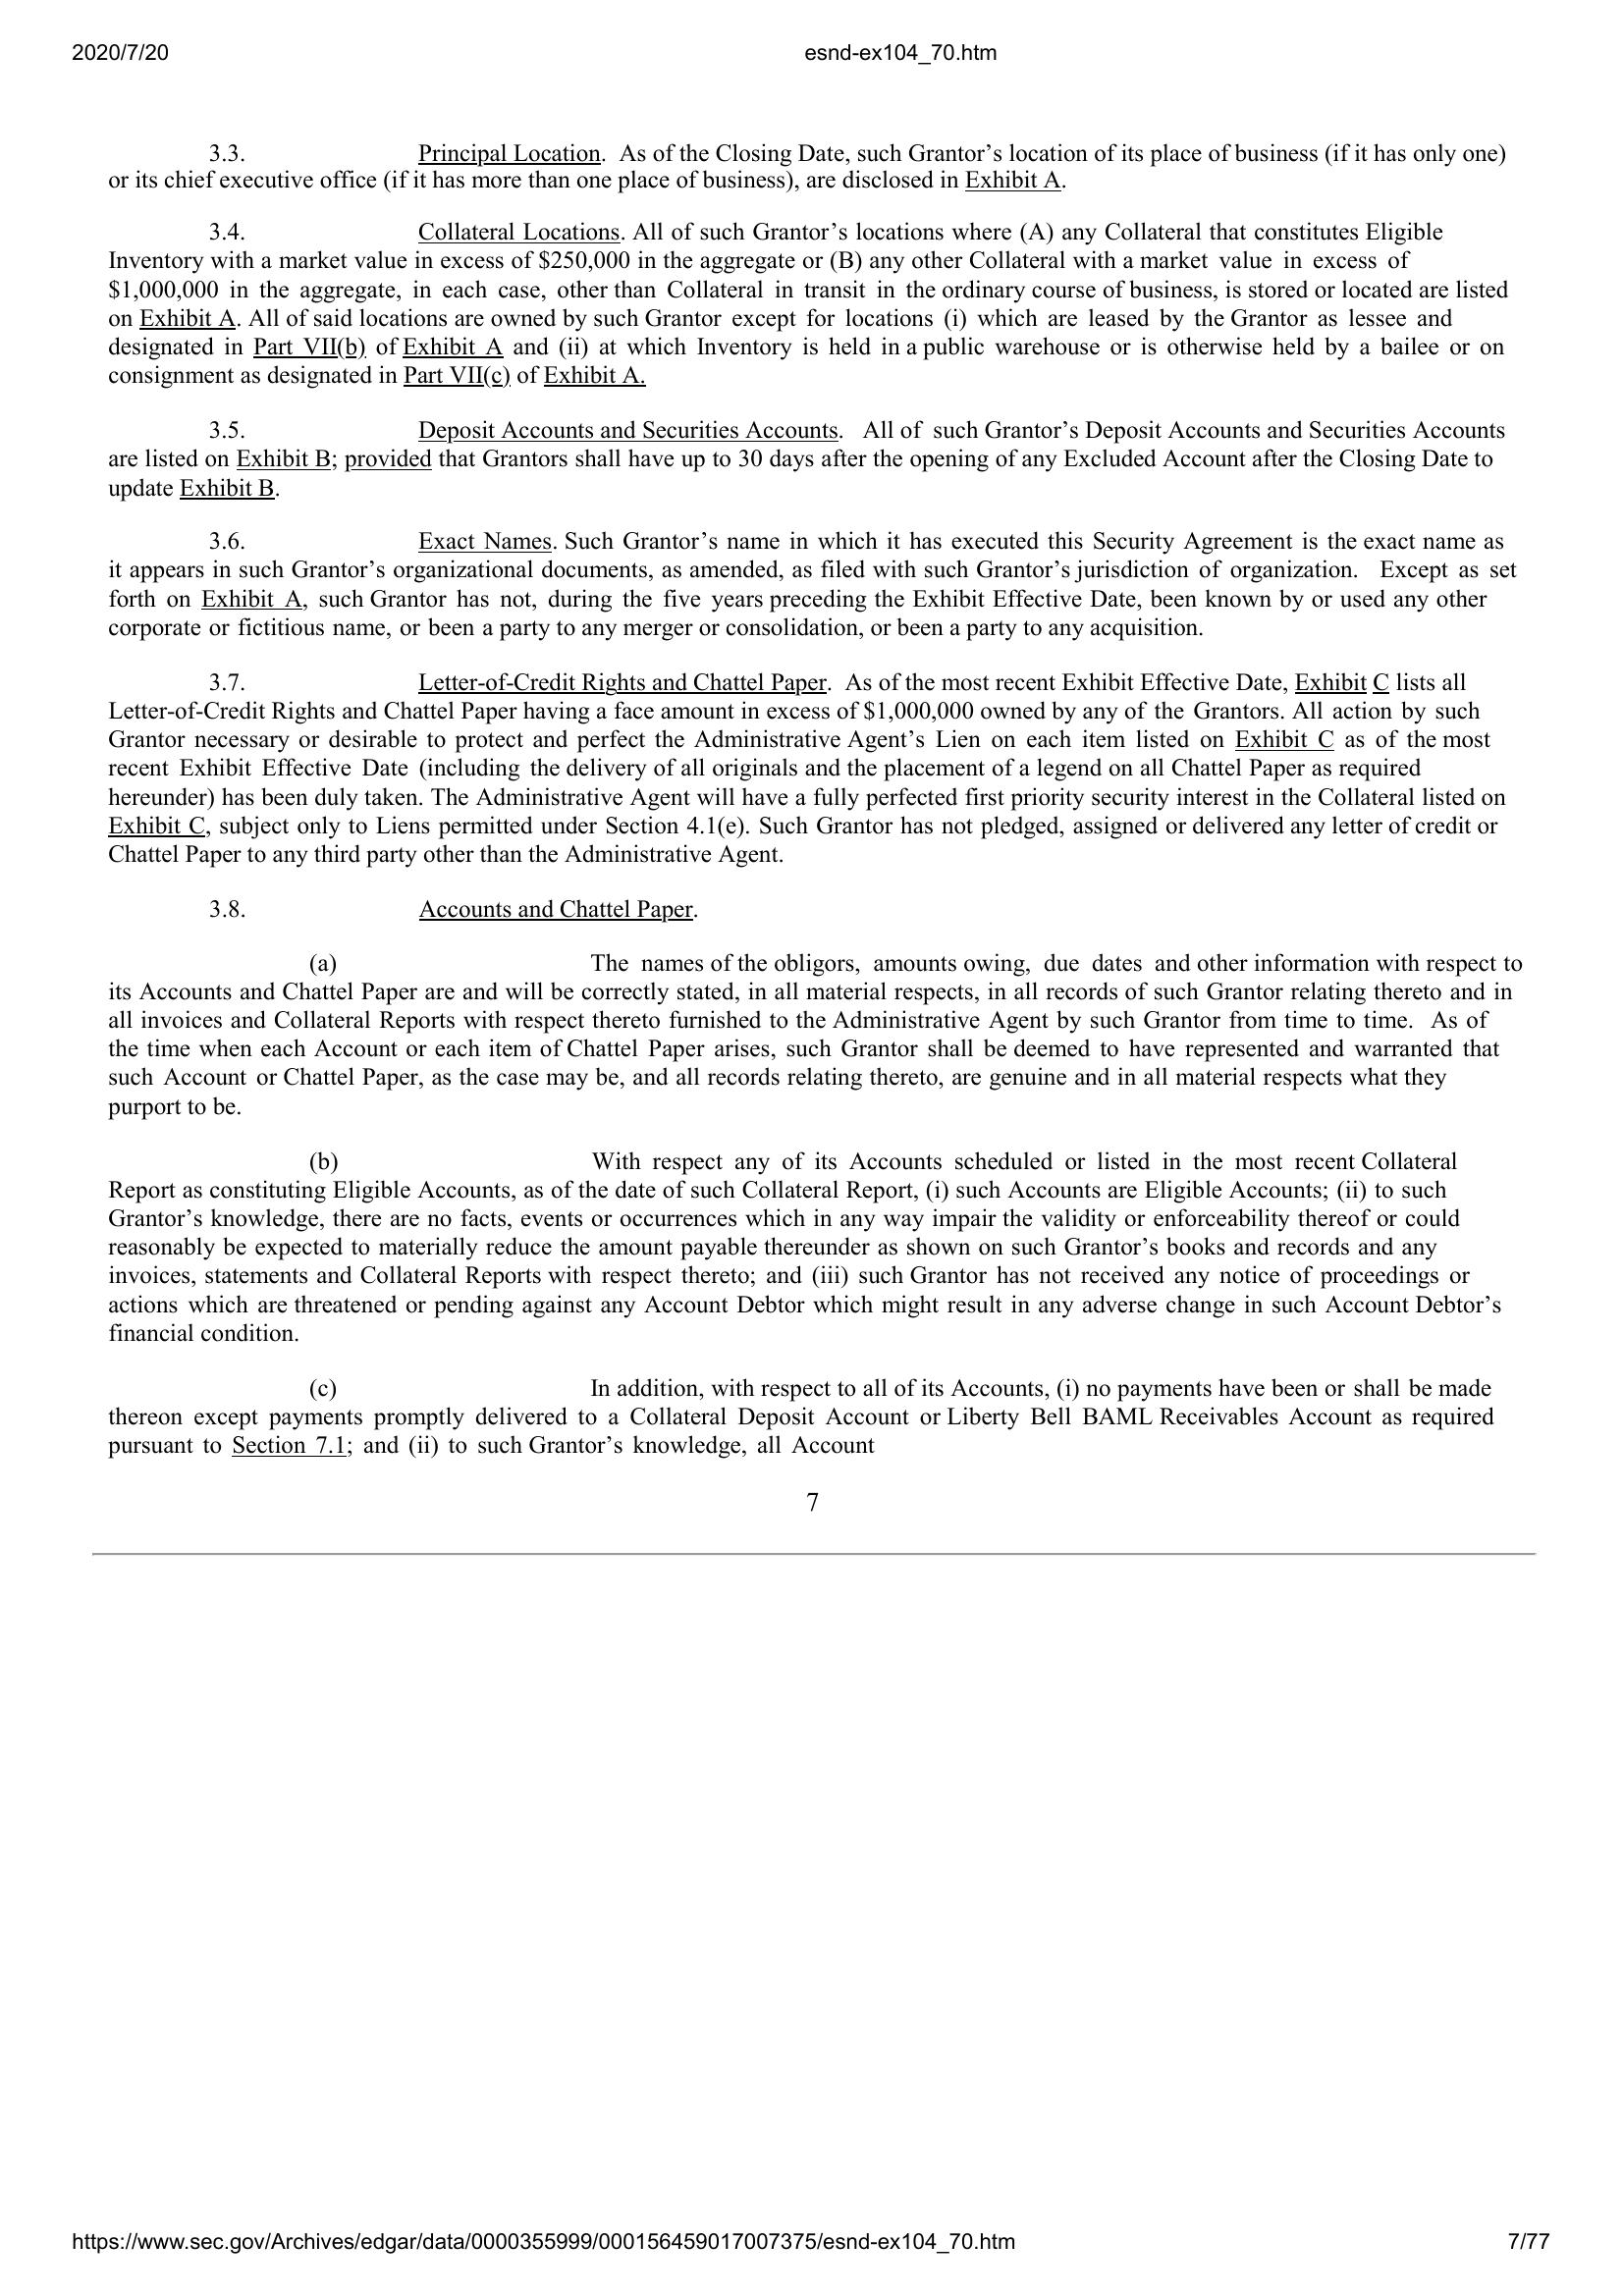 2020/7/20 esnd-ex104_70.htm
3.3. Principal Location. As of the Closing Date, such Grantor’s location of its place of business (if it has only one)
or its chief executive office (if it has more than one place of business), are disclosed in Exhibit A.
3.4. Collateral Locations. All of such Grantor’s locations where (A) any Collateral that constitutes Eligible
Inventory with a market value in excess of $250,000 in the aggregate or (B) any other Collateral with a market value in excess of
$1,000,000 in the aggregate, in each case, other than Collateral in transit in the ordinary course of business, is stored or located are listed
on Exhibit A. All of said locations are owned by such Grantor except for locations (i) which are leased by the Grantor as lessee and
designated in Part VII(b) of Exhibit A and (ii) at which Inventory is held in a public warehouse or is otherwise held by a bailee or on
consignment as designated in Part VII(c) of Exhibit A.
3.5. Deposit Accounts and Securities Accounts. All of such Grantor’s Deposit Accounts and Securities Accounts
are listed on Exhibit B; provided that Grantors shall have up to 30 days after the opening of any Excluded Account after the Closing Date to
update Exhibit B.
3.6. Exact Names. Such Grantor’s name in which it has executed this Security Agreement is the exact name as
it appears in such Grantor’s organizational documents, as amended, as filed with such Grantor’s jurisdiction of organization. Except as set
forth on Exhibit A, such Grantor has not, during the five years preceding the Exhibit Effective Date, been known by or used any other
corporate or fictitious name, or been a party to any merger or consolidation, or been a party to any acquisition.
3.7. Letter-of-Credit Rights and Chattel Paper. As of the most recent Exhibit Effective Date, Exhibit C lists all
Letter-of-Credit Rights and Chattel Paper having a face amount in excess of $1,000,000 owned by any of the Grantors. All action by such
Grantor necessary or desirable to protect and perfect the Administrative Agent’s Lien on each item listed on Exhibit C as of the most
recent Exhibit Effective Date (including the delivery of all originals and the placement of a legend on all Chattel Paper as required
hereunder) has been duly taken. The Administrative Agent will have a fully perfected first priority security interest in the Collateral listed on
Exhibit C, subject only to Liens permitted under Section 4.1(e). Such Grantor has not pledged, assigned or delivered any letter of credit or
Chattel Paper to any third party other than the Administrative Agent.
3.8. Accounts and Chattel Paper.
(a) The names of the obligors, amounts owing, due dates and other information with respect to
its Accounts and Chattel Paper are and will be correctly stated, in all material respects, in all records of such Grantor relating thereto and in
all invoices and Collateral Reports with respect thereto furnished to the Administrative Agent by such Grantor from time to time. As of
the time when each Account or each item of Chattel Paper arises, such Grantor shall be deemed to have represented and warranted that
such Account or Chattel Paper, as the case may be, and all records relating thereto, are genuine and in all material respects what they
purport to be.
(b) With respect any of its Accounts scheduled or listed in the most recent Collateral
Report as constituting Eligible Accounts, as of the date of such Collateral Report, (i) such Accounts are Eligible Accounts; (ii) to such
Grantor’s knowledge, there are no facts, events or occurrences which in any way impair the validity or enforceability thereof or could
reasonably be expected to materially reduce the amount payable thereunder as shown on such Grantor’s books and records and any
invoices, statements and Collateral Reports with respect thereto; and (iii) such Grantor has not received any notice of proceedings or
actions which are threatened or pending against any Account Debtor which might result in any adverse change in such Account Debtor’s
financial condition.
(c) In addition, with respect to all of its Accounts, (i) no payments have been or shall be made
thereon except payments promptly delivered to a Collateral Deposit Account or Liberty Bell BAML Receivables Account as required
pursuant to Section 7.1; and (ii) to such Grantor’s knowledge, all Account
7
https://www.sec.gov/Archives/edgar/data/0000355999/000156459017007375/esnd-ex104_70.htm 7/77